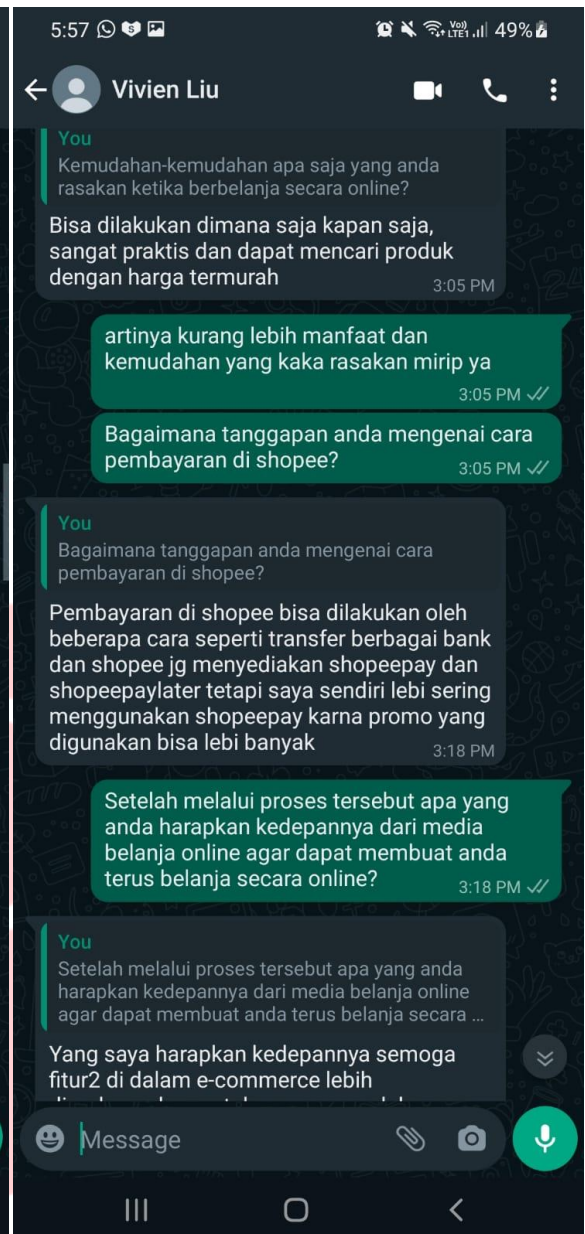 5:57
49%
Vivien Liu
You
Kemudahan-kemudahan apa saja yang anda
rasakan ketika berbelanja secara online?
Bisa dilakukan dimana saja kapan saja,
sangat praktis dan dapat mencari produk
dengan harga termurah
3:05 PM
artinya kurang lebih manfaat dan
kemudahan yang kaka rasakan mirip ya
3:05 PM
Bagaimana tanggapan anda mengenai cara
pembayaran di shopee?
3:05 PM
You
Bagaimana tanggapan anda mengenai cara
pembayaran di shopee?
Pembayaran di shopee bisa dilakukan oleh
beberapa cara seperti transfer berbagai bank
dan shopee jg menyediakan shopeepay dan
shopeepaylater tetapi saya sendiri lebi sering
menggunakan shopeepay karna promo yang
digunakan bisa lebi banyak
3:18 PM
Setelah melalui proses tersebut apa yang
anda harapkan kedepannya dari media
belanja online agar dapat membuat anda
terus belanja secara online?
3:18 PM
You
Setelah melalui proses tersebut apa yang anda
harapkan kedepannya dari media belanja online
agar dapat membuat anda terus belanja secara ...
Yang saya harapkan kedepannya semoga
fitur2 di dalam e-commerce lebih
Message